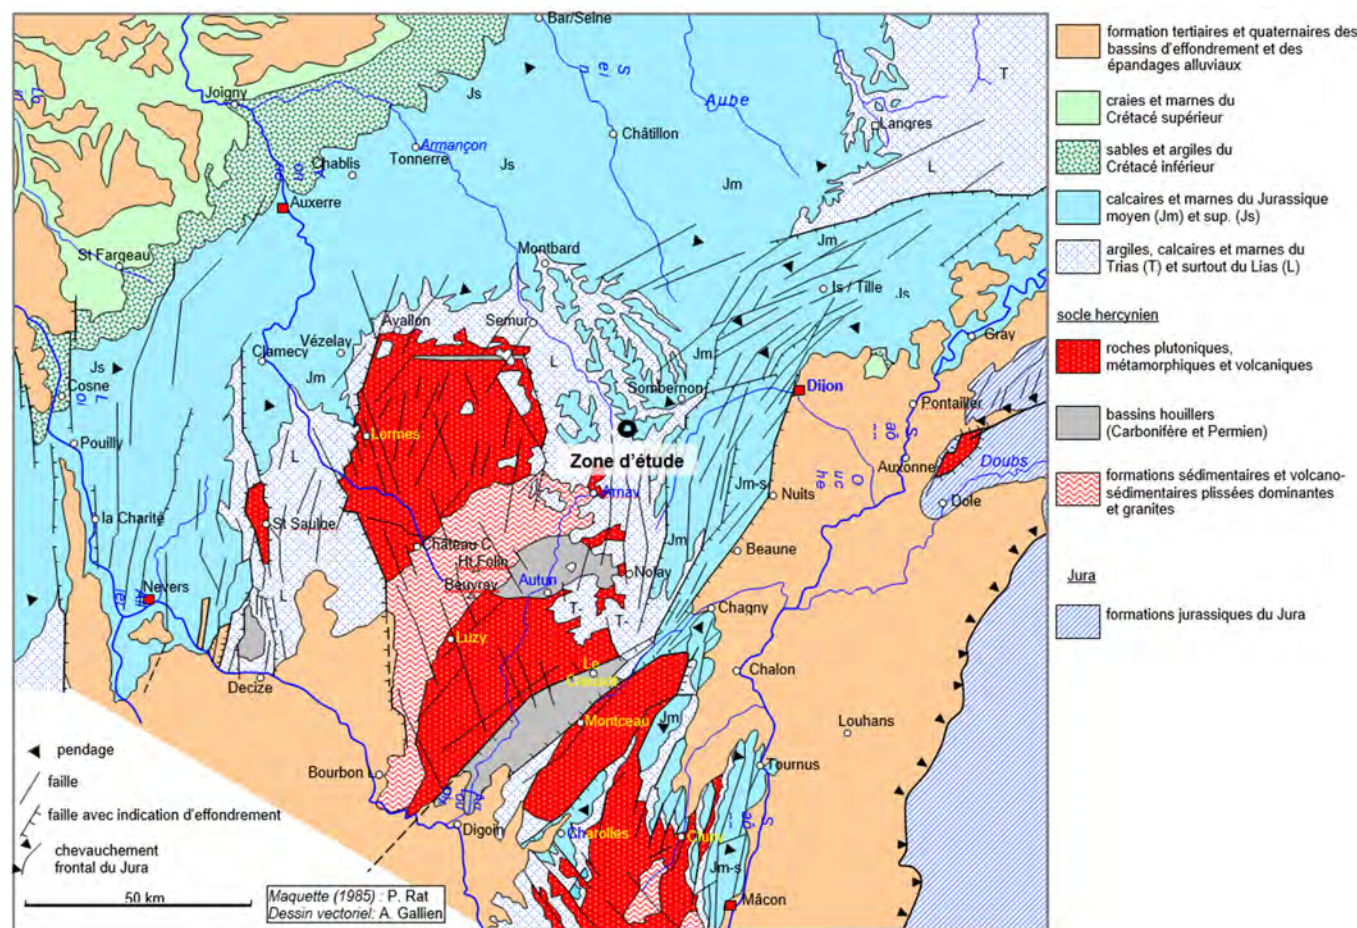 Bar/Seine
Joigny
Seine
Aube
T
Js
Langres
Châtillon
Armançon
Tonnerre
Js
Chablis
L
Jm
Auxerre
Jm
St Fargeau
Montbard
Is / Tille
Js
Avallon
Semur
Vézelay
Gray
Clamecy
Jm
Js
L
Jm
Cosne
Sombernon
Dijon
Pontailler
Lormes
Pouilly
L
Zone d'étude
Auxonne
Saône
Doubs
Ouche
Jm-s
Arnay
Nuits
Dole
la Charité
St Saulge
Château C.
Jm
Beaune
Ht Folin
Beuvray
Autun
Nolay
Nevers
L
T-
T-
Chagny
Luzy
Le
Creusot
Chalon
Decize
Montceau
Jm
Louhans
Bourbon L
Tournus
Digoin
Charolles
Cluny
Saô
Jm-s
Mâcon
pendage
faille
faille avec indication d'effondrement
chevauchement
frontal du Jura
50 km
Maquette (1985) : P. Rat
Dessin vectoriel: A. Gallien
formation tertiaires et quaternaires des
bassins d'effondrement et des
épandages alluviaux
craies et marnes du
Crétacé supérieur
sables et argiles du
Crétacé inférieur
calcaires et marnes du Jurassique
moyen (Jm) et sup. (Js)
argiles, calcaires et marnes du
Trias (T) et surtout du Lias (L)
socle hercynien
roches plutoniques,
métamorphiques et volcaniques
bassins houillers
(Carbonifère et Permien)
formations sédimentaires et volcano-
sédimentaires plissées dominantes
et granites
Jura
formations jurassiques du Jura